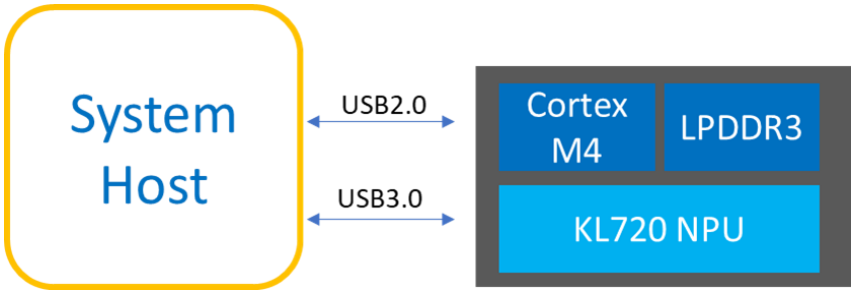 System
Host
USB2.0
USB3.0
Cortex
M4
LPDDR3
KL720 NPU